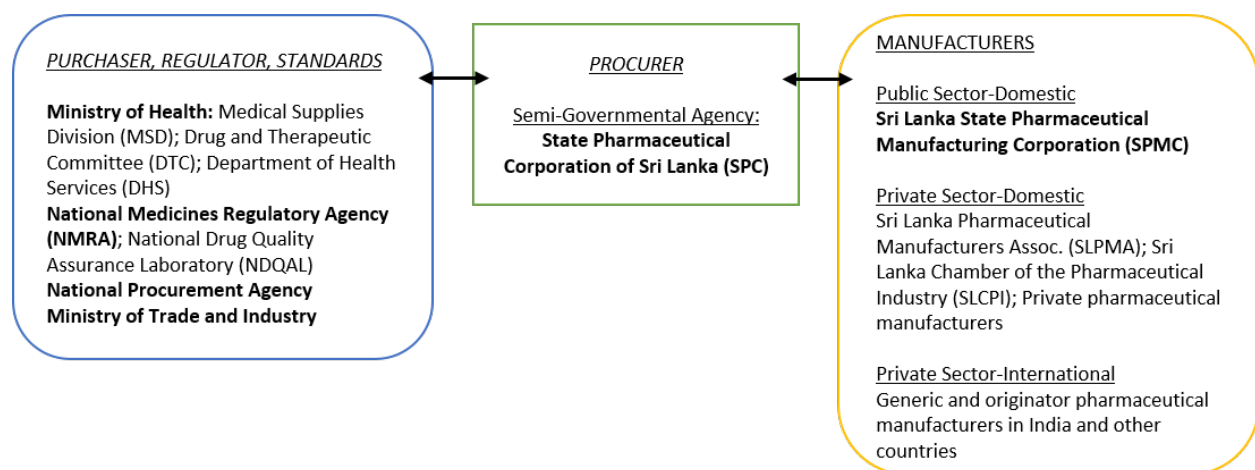 PURCHASER, REGULATOR, STANDARDS
Ministry of Health: Medical Supplies
Division (MSD); Drug and Therapeutic
Committee (DTC); Department of Health
Services (DHS)
National Medicines Regulatory Agency
(NMRA); National Drug Quality
Assurance Laboratory (NDQAL)
National Procurement Agency
Ministry of Trade and Industry
PROCURER
Semi-Governmental Agency:
State Pharmaceutical
Corporation of Sri Lanka (SPC)
MANUFACTURERS
Public Sector-Domestic
Sri Lanka State Pharmaceutical
Manufacturing Corporation (SPMC)
Private Sector-Domestic
Sri Lanka Pharmaceutical
Manufacturers Assoc. (SLPMA); Sri
Lanka Chamber of the Pharmaceutical
Industry (SLCPI); Private pharmaceutical
manufacturers
Private Sector-International
Generic and originator pharmaceutical
manufacturers in India and other
countries